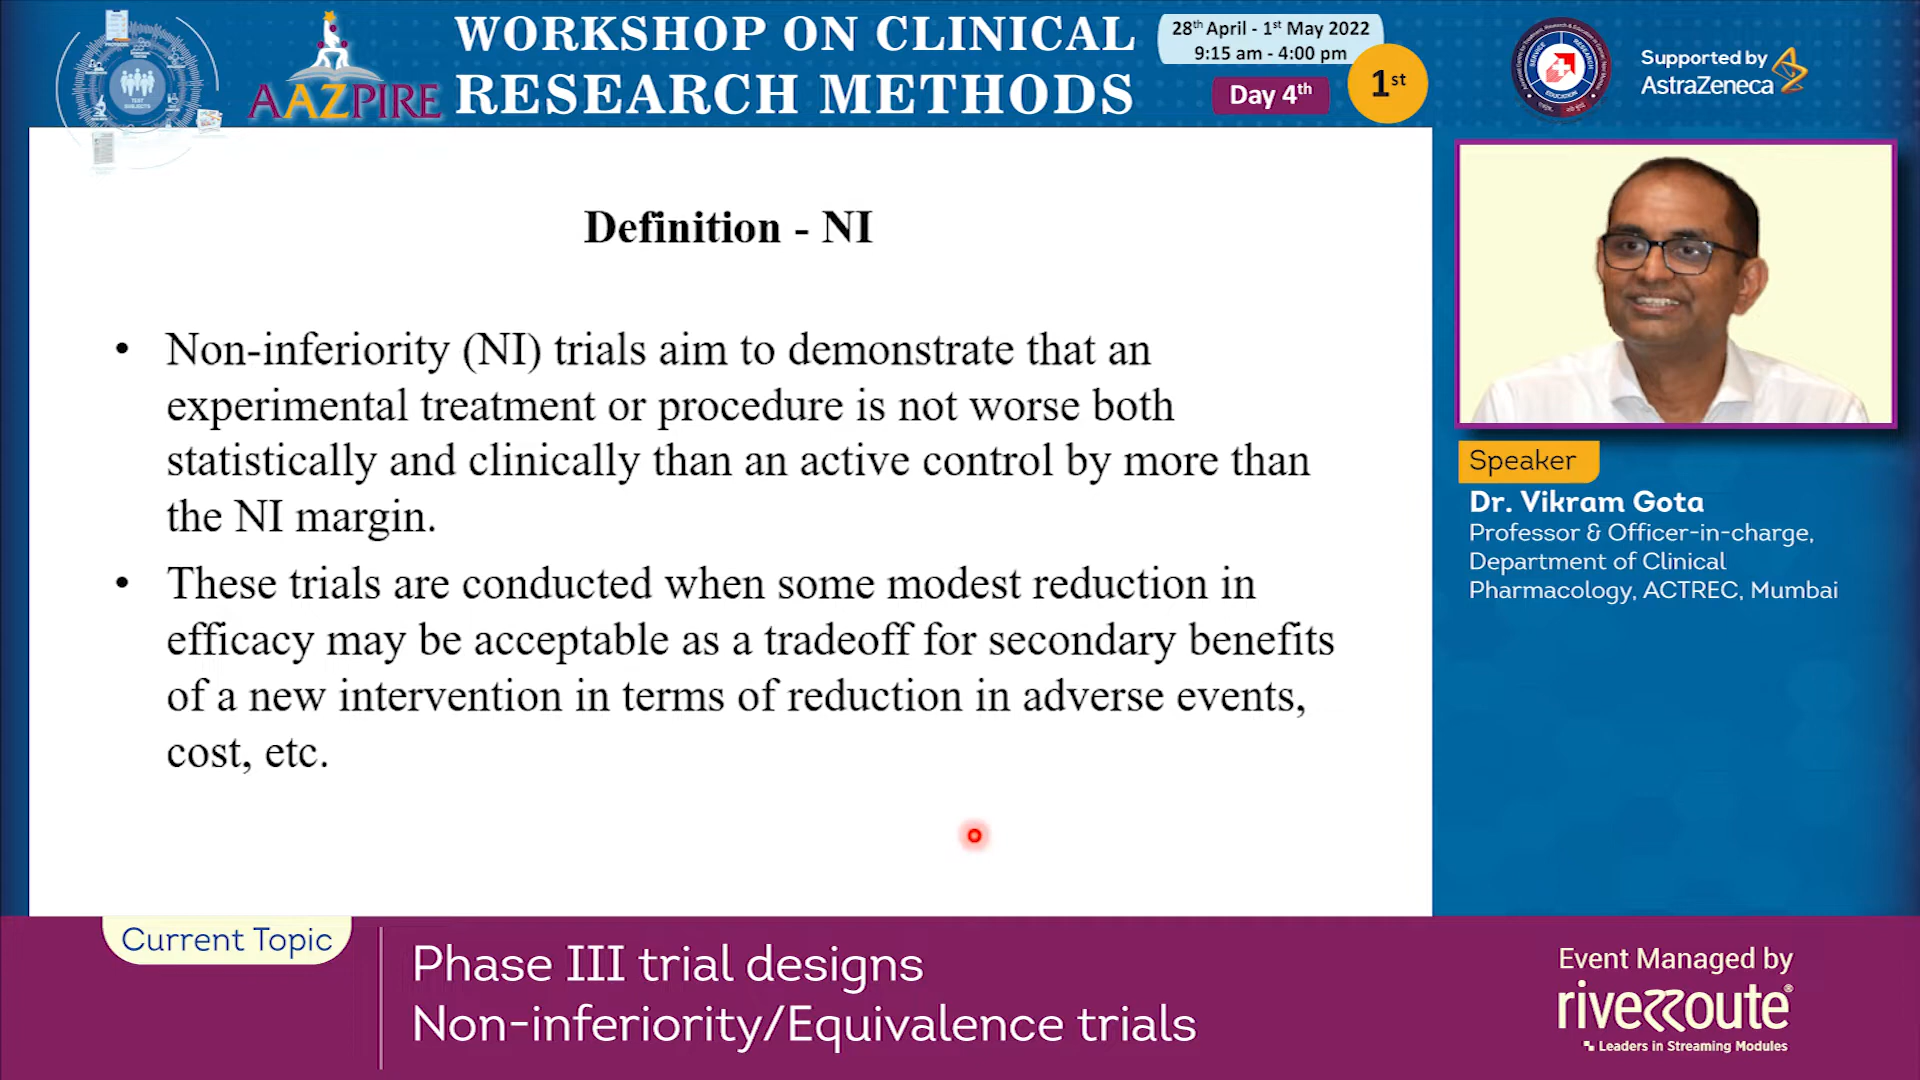 WORKSHOP ON CLINICAL
RESEARCH METHODS
AAZPIRE
TEST
SUBJECTS
28th April - 1st May 2022
9:15 am - 4:00 pm
Day 4th
1st
SERVICE
RESEARCH
EDUCATION
Supported by
AstraZeneca
Definition - NI
• Non-inferiority (NI) trials aim to demonstrate that an
experimental treatment or procedure is not worse both
statistically and clinically than an active control by more than
the NI margin.
• These trials are conducted when some modest reduction in
efficacy may be acceptable as a tradeoff for secondary benefits
of a new intervention in terms of reduction in adverse events,
cost, etc.
Speaker
Dr. Vikram Gota
Professor & Officer-in-charge,
Department of Clinical
Pharmacology, ACTREC, Mumbai
Current Topic
Phase III trial designs
Non-inferiority/Equivalence trials
Event Managed by
riveRRoute®
Leaders in Streaming Modules